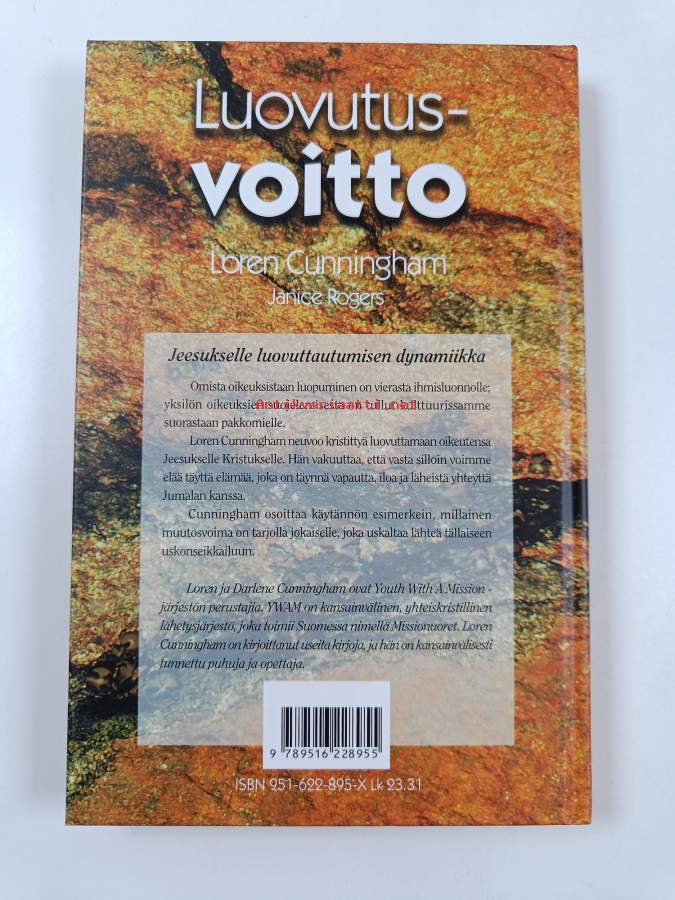 Luovutus-
voitto
Loren Cunningham
Janice Rogers
Jeesukselle luovuttautumisen dynamiikka
Omista oikeuksistaan luopuminen on vierasta ihmisluonnolle;
yksilön oikeuksien suojelemisesta on tullut kulttuurissamme
suorastaan pakkomielle.
Loren Cunningham neuvoo kristittyä luovuttamaan oikeutensa
Jeesukselle Kristukselle. Hän vakuuttaa, että vasta silloin voimme
elää täyttä elämää, joka on täynnä vapautta, iloa ja läheistä yhteyttä
Jumalan kanssa.
Cunningham osoittaa käytännön esimerkein, millainen
muutosvoima on tarjolla jokaiselle, joka uskaltaa lähteä tällaiseen
uskonseikkailuun.
Loren ja Darlene Cunningham ovat Youth With A Mission -
järjestön perustajia. YWAM on kansainvälinen, yhteiskristillinen
lähetysjärjestö, joka toimii Suomessa nimellä Missionuoret. Loren
Cunningham on kirjoittanut useita kirjoja, ja hän on kansainvälisesti
tunnettu puhuja ja opettaja.
9 789516 228955
ISBN 951-622-895-X Lk 23.31